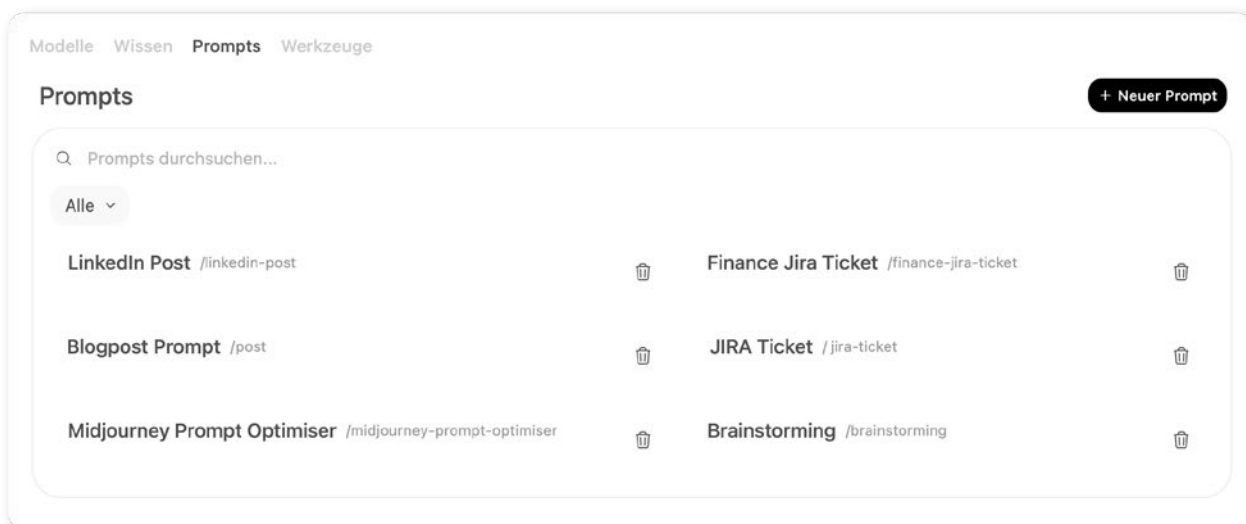 Modelle Wissen Prompts Werkzeuge
Prompts
+ Neuer Prompt
Prompts durchsuchen...
Alle
LinkedIn Post /linkedin-post
Finance Jira Ticket /finance-jira-ticket
Blogpost Prompt /post
JIRA Ticket /jira-ticket
Midjourney Prompt Optimiser /midjourney-prompt-optimiser
Brainstorming /brainstorming